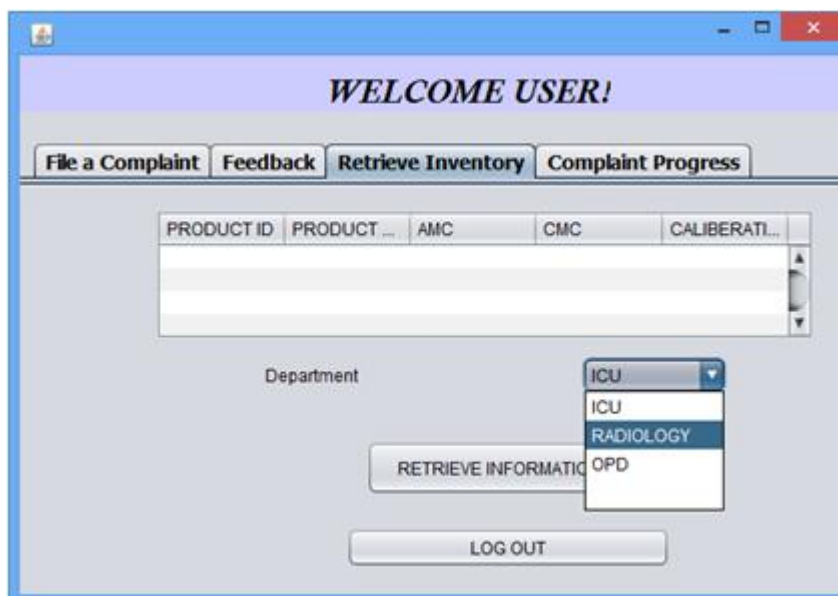 WELCOME USER!
File a Complaint Feedback Retrieve Inventory Complaint Progress
PRODUCT ID PRODUCT ... AMC CMC CALIBERATI...
Department ICU
ICU
RADIOLOGY
OPD
RETRIEVE INFORMATIO
LOG OUT